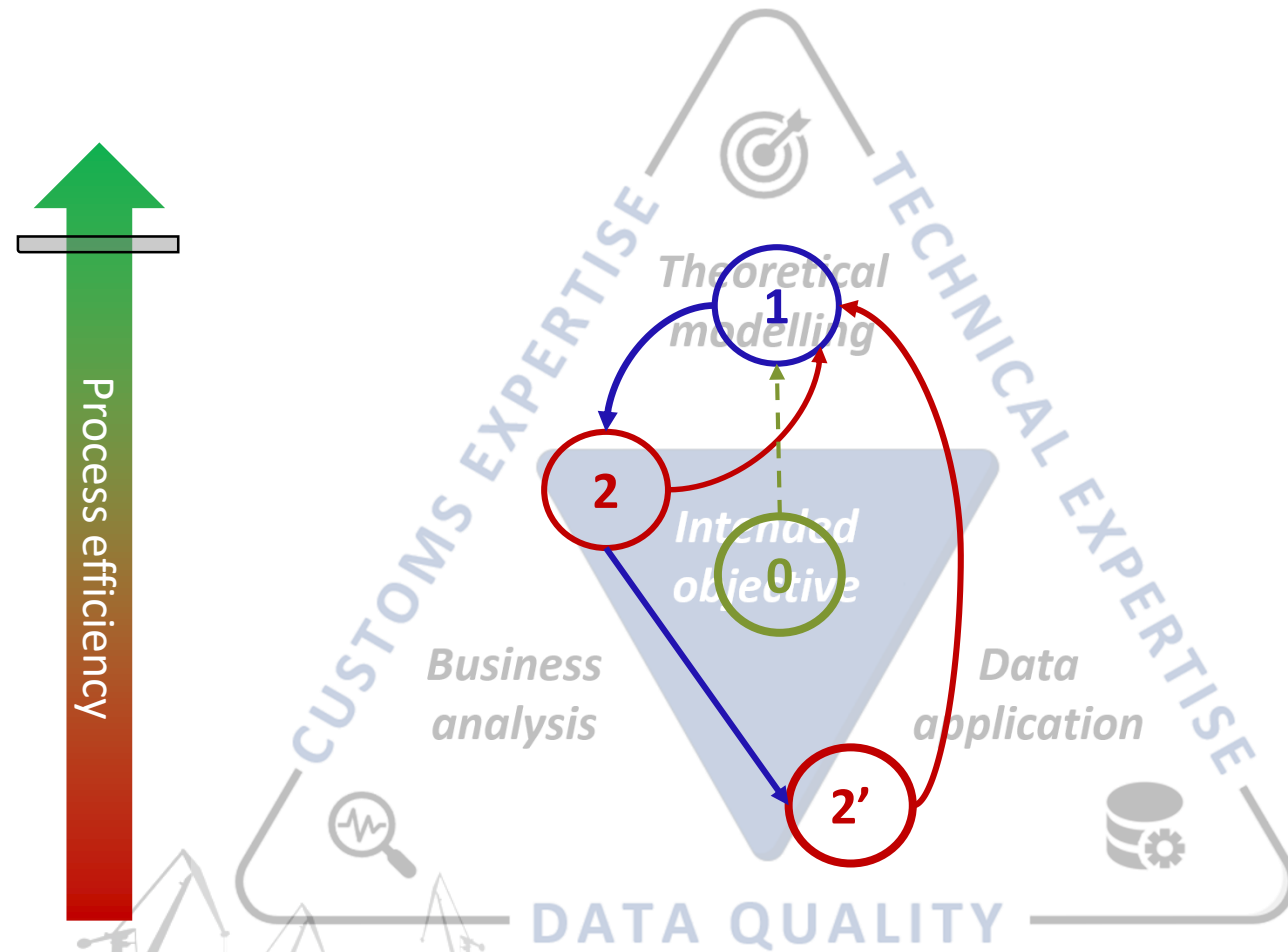 Process efficiency
CUSTOMS EXPERTISE
TECHNICAL EXPERTISE
Theoretical
modelling
1
2
Intended
objective
0
Business
analysis
Data
application
2’
DATA QUALITY